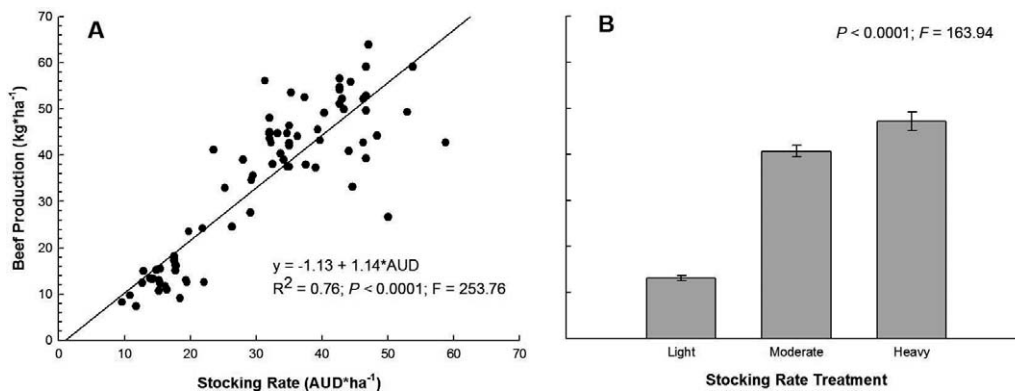 A
70
60
50
40
30
20
10
0
Beef Production (kg*ha⁻¹)
y = -1.13 + 1.14*AUD
R² = 0.76; P < 0.0001; F = 253.76
0 10 20 30 40 50 60 70
Stocking Rate (AUD*ha⁻¹)
B
P < 0.0001; F = 163.94
Light Moderate Heavy
Stocking Rate Treatment